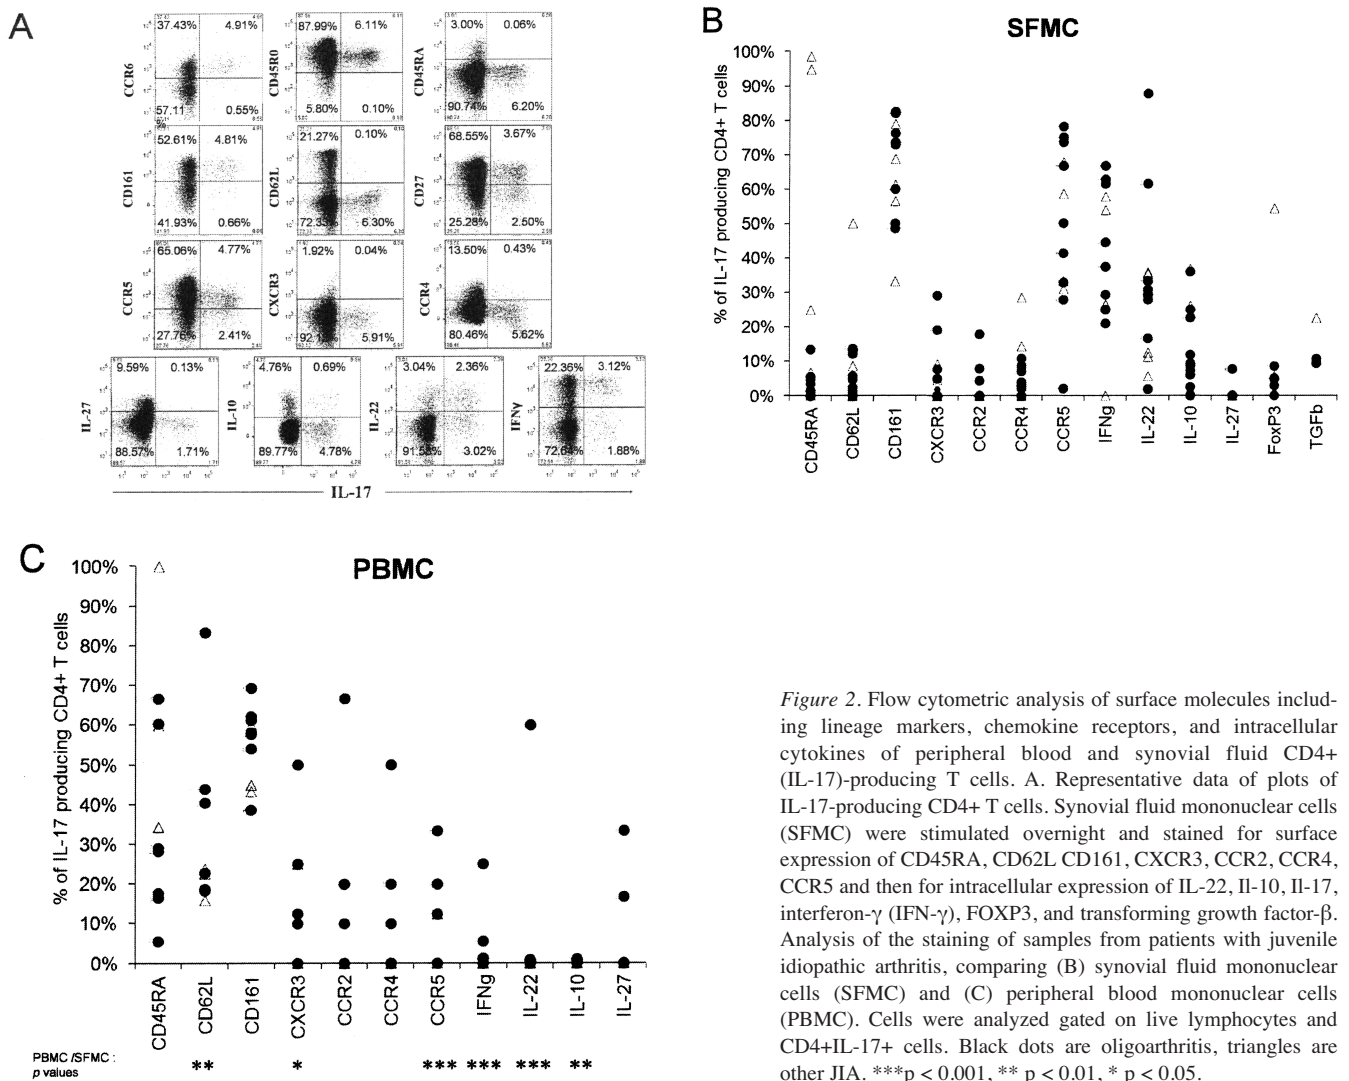 A
37.43% 4.91%
CCR6
57.11 % 0.55%
87.99% 6.11%
CD45R0
5.80% 0.10%
3.00% 0.06%
CD45RA
90.74% 6.20%
52.61% 4.81%
CD161
41.93% 0.66%
21.27% 0.10%
CD62L
72.33% 6.30%
68.55% 3.67%
CD27
25.28% 2.50%
65.06% 4.77%
CCR5
27.76% 2.41%
1.92% 0.04%
CXCR3
5.91%
13.50% 0.43%
CCR4
80.46% 5.62%
9.59% 0.13%
IL-27
88.57% 1.71%
4.76% 0.69%
IL-10
89.77% 4.78%
3.04% 2.36%
IL-22
3.02%
22.36% 3.12%
IFNγ
72.64% 1.88%
IL-17
B
SFMC
% of IL-17 producing CD4+ T cells
100%
90%
80%
70%
60%
50%
40%
30%
20%
10%
0%
CD45RA CD62L CD161 CXCR3 CCR2 CCR4 CCR5 IFNg IL-22 IL-10 IL-27 FoxP3 TGFb
C
PBMC
% of IL-17 producing CD4+ T cells
100%
90%
80%
70%
60%
50%
40%
30%
20%
10%
0%
CD45RA CD62L CD161 CXCR3 CCR2 CCR4 CCR5 IFNg IL-22 IL-10 IL-27
PBMC /SFMC :
p values
** * *** *** *** **
Figure 2. Flow cytometric analysis of surface molecules includ-
ing lineage markers, chemokine receptors, and intracellular
cytokines of peripheral blood and synovial fluid CD4+
(IL-17)-producing T cells. A. Representative data of plots of
IL-17-producing CD4+ T cells. Synovial fluid mononuclear cells
(SFMC) were stimulated overnight and stained for surface
expression of CD45RA, CD62L CD161, CXCR3, CCR2, CCR4,
CCR5 and then for intracellular expression of IL-22, Il-10, Il-17,
interferon-γ (IFN-γ), FOXP3, and transforming growth factor-β.
Analysis of the staining of samples from patients with juvenile
idiopathic arthritis, comparing (B) synovial fluid mononuclear
cells (SFMC) and (C) peripheral blood mononuclear cells
(PBMC). Cells were analyzed gated on live lymphocytes and
CD4+IL-17+ cells. Black dots are oligoarthritis, triangles are
other JIA. ***p < 0.001, ** p < 0.01, * p < 0.05.